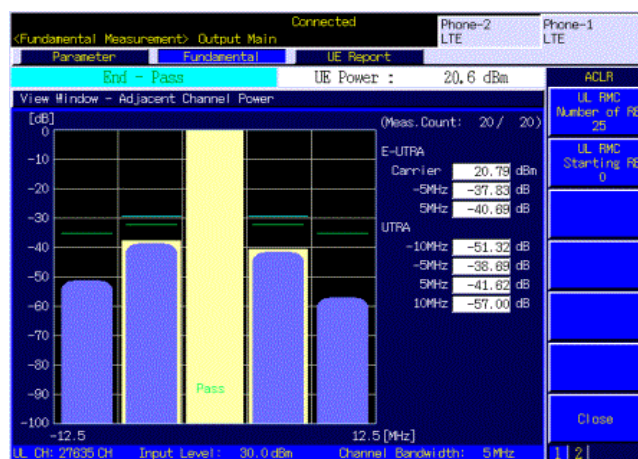 Connected
<Fundamental Measurement> Output Main
Phone-2
LTE
Phone-1
LTE
Parameter
Fundamental
UE Report
End - Pass
UE Power : 20.6 dBm
ACLR
View Window - Adjacent Channel Power
UL RMC
Number of RB
25
UL RMC
Starting RB
0
Close
1 2
[dB]
0
-10
-20
-30
-40
-50
-60
-70
-80
-90
-100
Pass
-12.5
12.5 [MHz]
(Meas.Count: 20 / 20)
E-UTRA
Carrier 20.79 dBm
-5MHz -37.83 dB
5MHz -40.69 dB
UTRA
-10MHz -51.32 dB
-5MHz -38.69 dB
5MHz -41.62 dB
10MHz -57.00 dB
UL CH: 27635 CH Input Level: 30.0 dBm Channel Bandwidth: 5 MHz